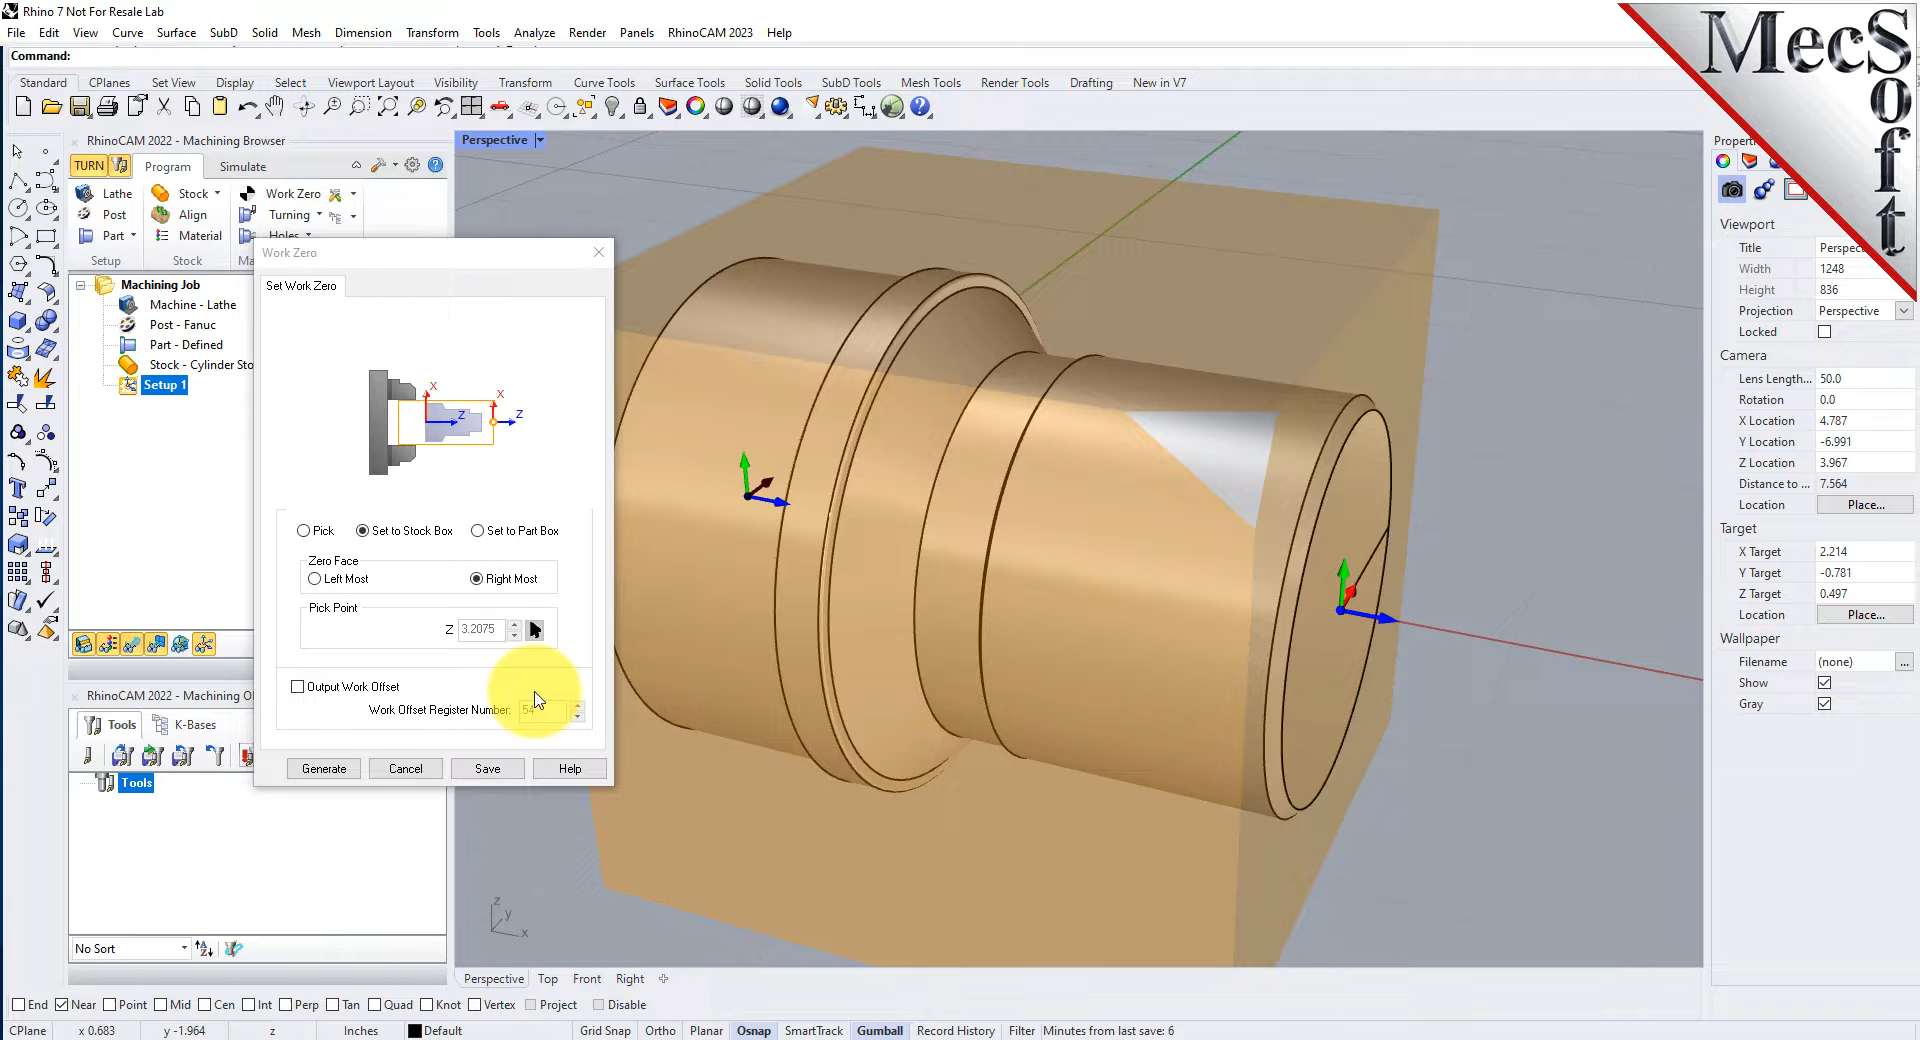 Rhino 7 Not For Resale Lab
File Edit View Curve Surface SubD Solid Mesh Dimension Transform Tools Analyze Render Panels RhinoCAM 2023 Help
Command:
Standard CPlanes Set View Display Select Viewport Layout Visibility Transform Curve Tools Surface Tools Solid Tools SubD Tools Mesh Tools Render Tools Drafting New in V7
MecSoft
RhinoCAM 2022 - Machining Browser
TURN Program Simulate
Lathe Stock Work Zero
Post Align Turning
Part Material Holes
Setup Stock
Machining Job
Machine - Lathe
Post - Fanuc
Part - Defined
Stock - Cylinder Sto
Setup 1
RhinoCAM 2022 - Machining O
Tools K-Bases
Tools
No Sort
Work Zero
Set Work Zero
X
X
Z
Z
Pick Set to Stock Box Set to Part Box
Zero Face
Left Most Right Most
Pick Point
Z 3.2075
Output Work Offset
Work Offset Register Number: 54
Generate Cancel Save Help
Perspective
z
y
x
Perspective Top Front Right
Viewport
Title Perspec
Width 1248
Height 836
Projection Perspective
Locked
Camera
Lens Length... 50.0
Rotation 0.0
X Location 4.787
Y Location -6.991
Z Location 3.967
Distance to ... 7.564
Location Place...
Target
X Target 2.214
Y Target -0.781
Z Target 0.497
Location Place...
Wallpaper
Filename (none) ...
Show
Gray
End Near Point Mid Cen Int Perp Tan Quad Knot Vertex Project Disable
CPlane x 0.683 y -1.964 z Inches Default Grid Snap Ortho Planar Osnap SmartTrack Gumball Record History Filter Minutes from last save: 6